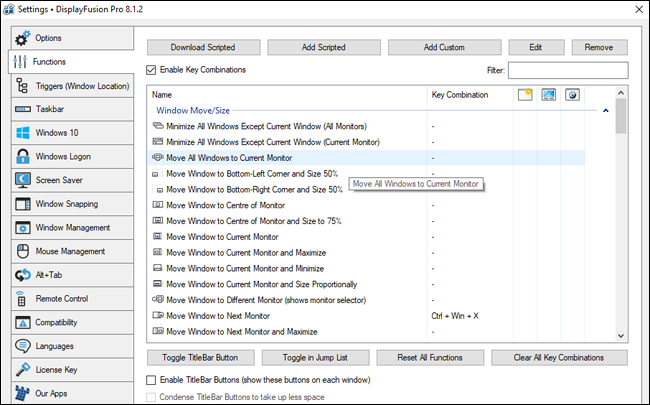 Settings • DisplayFusion Pro 8.1.2
Options
Functions
Triggers (Window Location)
Taskbar
Windows 10
Windows Logon
Screen Saver
Window Snapping
Window Management
Mouse Management
Alt+Tab
Remote Control
Compatibility
Languages
License Key
Our Apps
Download Scripted Add Scripted Add Custom Edit Remove
Enable Key Combinations Filter:
Name Key Combination
Window Move/Size
Minimize All Windows Except Current Window (All Monitors) -
Minimize All Windows Except Current Window (Current Monitor) -
Move All Windows to Current Monitor -
Move Window to Bottom-Left Corner and Size 50% -
Move All Windows to Current Monitor
Move Window to Bottom-Right Corner and Size 50% -
Move Window to Centre of Monitor -
Move Window to Centre of Monitor and Size to 75% -
Move Window to Current Monitor -
Move Window to Current Monitor and Maximize -
Move Window to Current Monitor and Minimize -
Move Window to Current Monitor and Size Proportionally -
Move Window to Different Monitor (shows monitor selector) -
Move Window to Next Monitor Ctrl + Win + X
Move Window to Next Monitor and Maximize -
Toggle TitleBar Button Toggle in Jump List Reset All Functions Clear All Key Combinations
Enable TitleBar Buttons (show these buttons on each window)
Condense TitleBar Buttons to take up less space